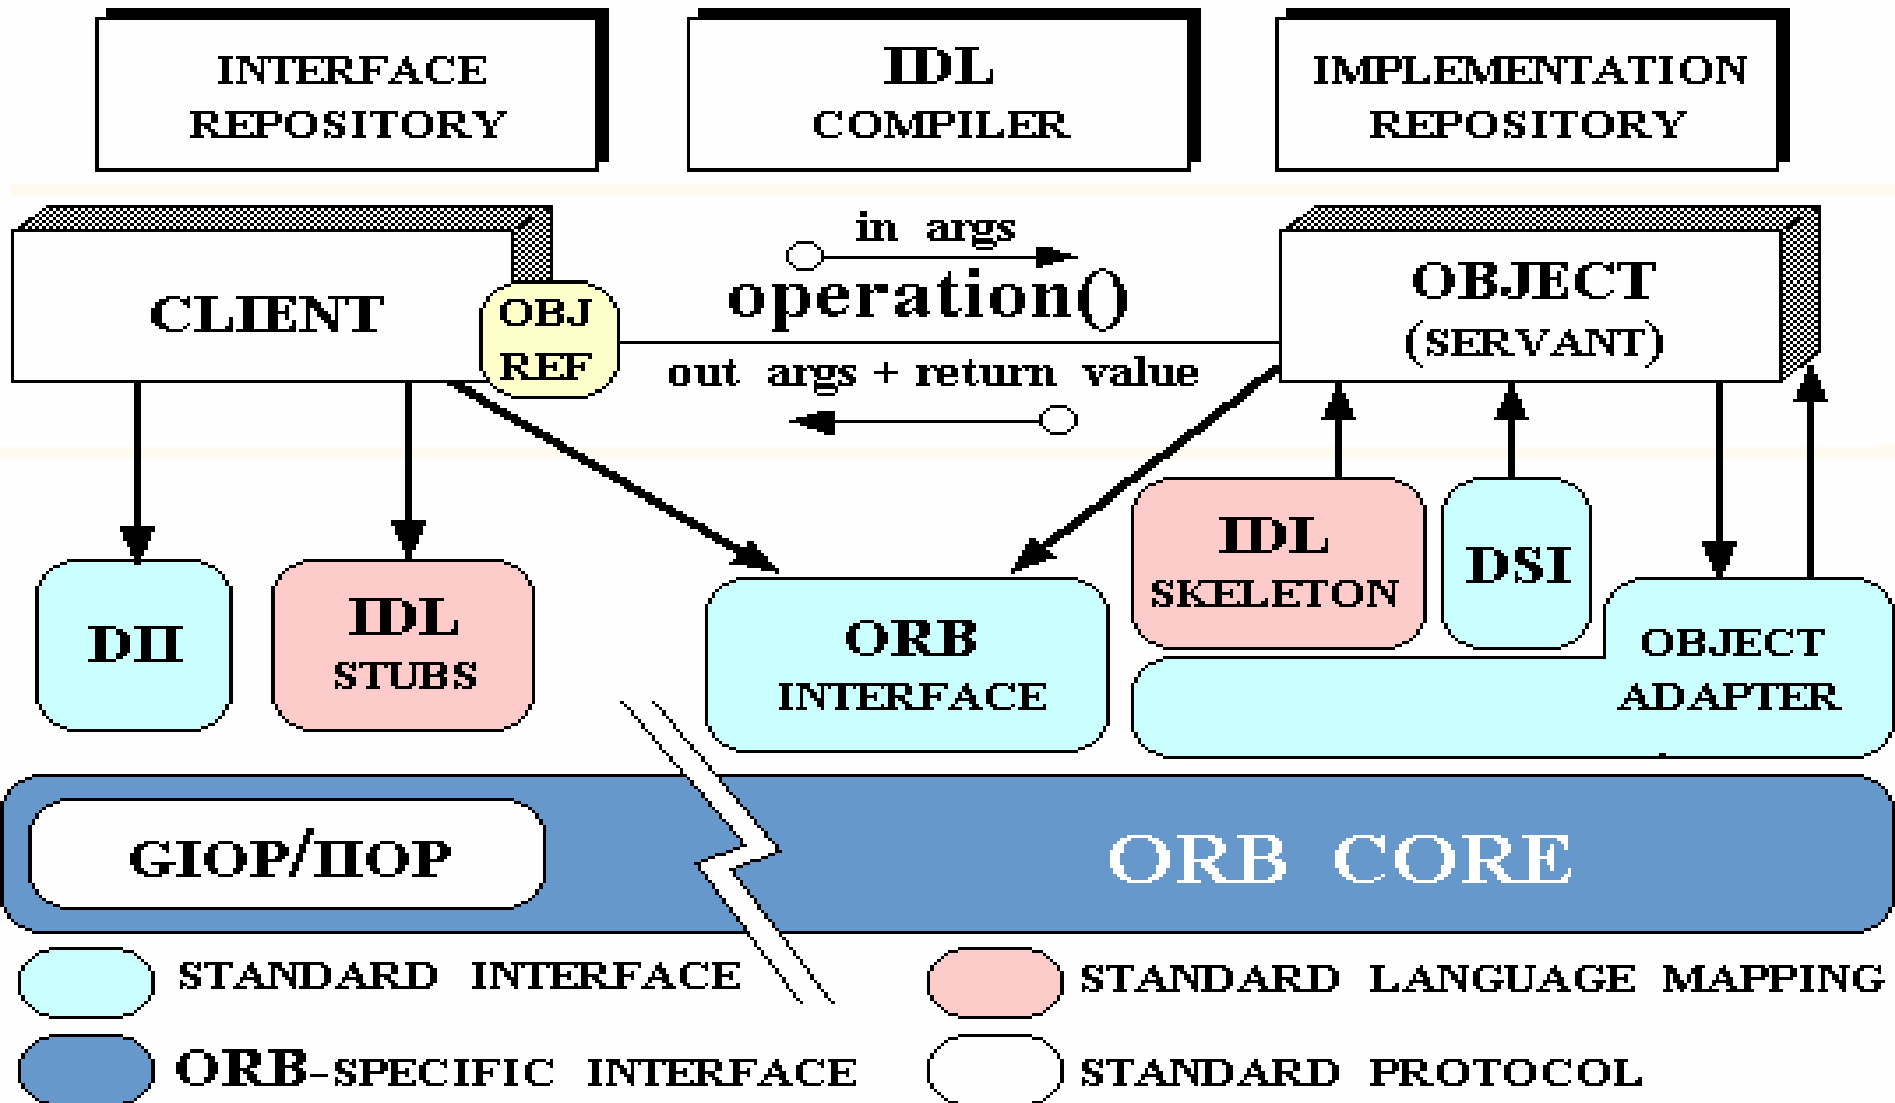 INTERFACE
REPOSITORY
IDL
COMPILER
IMPLEMENTATION
REPOSITORY
CLIENT
OBJ
REF
in args
operation()
out args + return value
OBJECT
(SERVANT)
DII
IDL
STUBS
ORB
INTERFACE
IDL
SKELETON
DSI
OBJECT
ADAPTER
GIOP/IIOP
ORB CORE
STANDARD INTERFACE
STANDARD LANGUAGE MAPPING
ORB-SPECIFIC INTERFACE
STANDARD PROTOCOL